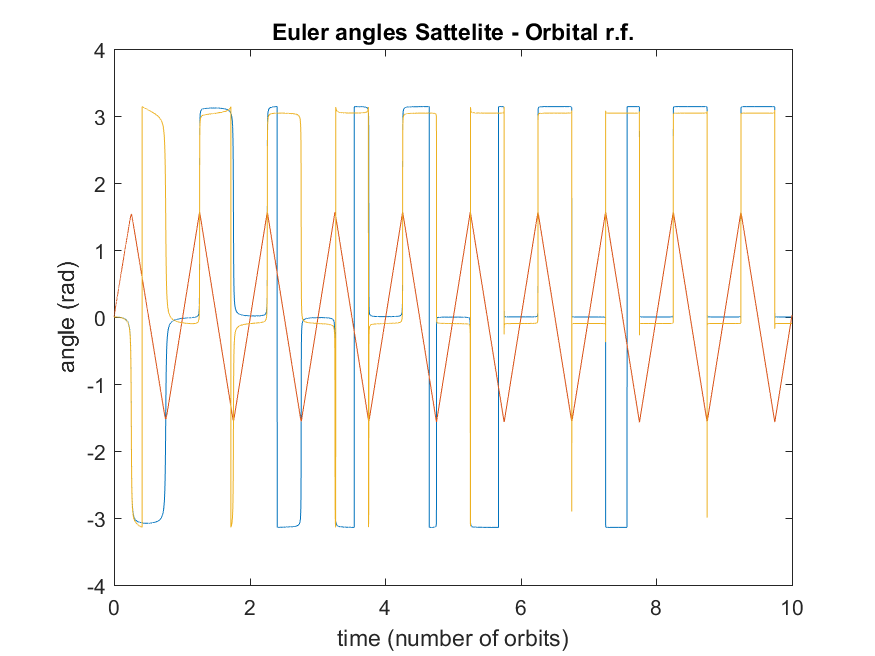 Euler angles Sattelite - Orbital r.f.
4
3
2
1
0
-1
-2
-3
-4
angle (rad)
0 2 4 6 8 10
time (number of orbits)